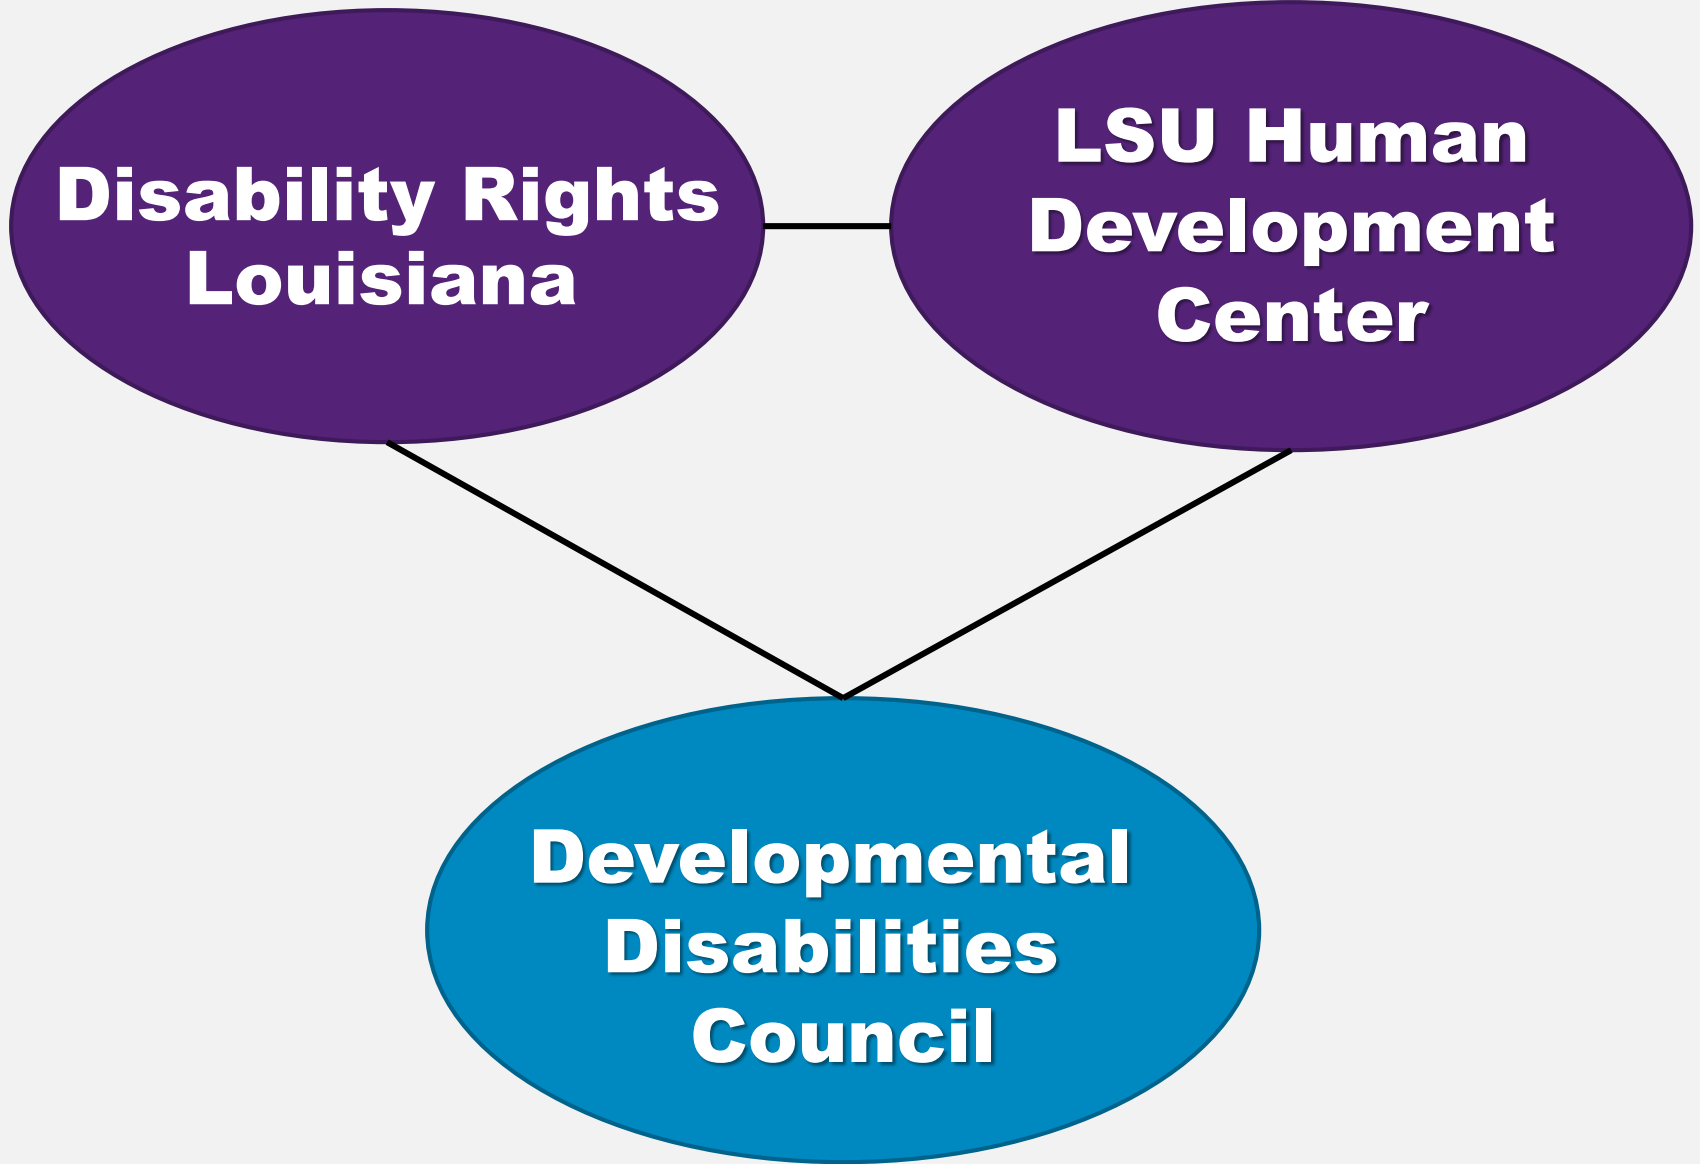 Disability Rights
Louisiana
LSU Human
Development
Center
Developmental
Disabilities
Council